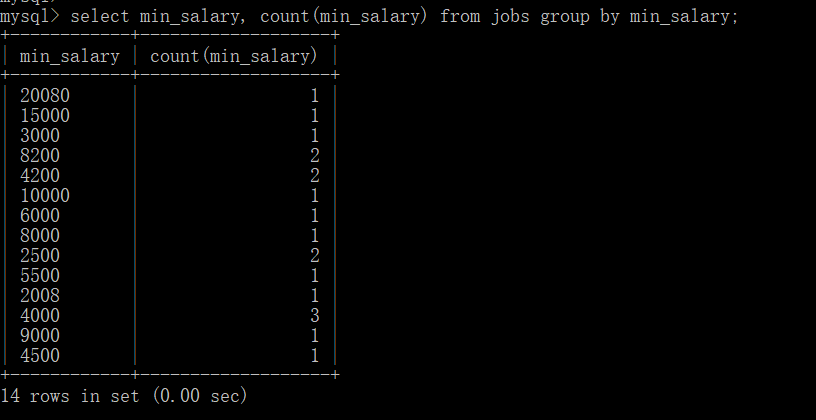 mysql>
mysql> select min_salary, count(min_salary) from jobs group by min_salary;
+------------+-------------------+
| min_salary | count(min_salary) |
+------------+-------------------+
| 20080      |                 1 |
| 15000      |                 1 |
| 3000       |                 1 |
| 8200       |                 2 |
| 4200       |                 2 |
| 10000      |                 1 |
| 6000       |                 1 |
| 8000       |                 1 |
| 2500       |                 2 |
| 5500       |                 1 |
| 2008       |                 1 |
| 4000       |                 3 |
| 9000       |                 1 |
| 4500       |                 1 |
+------------+-------------------+
14 rows in set (0.00 sec)